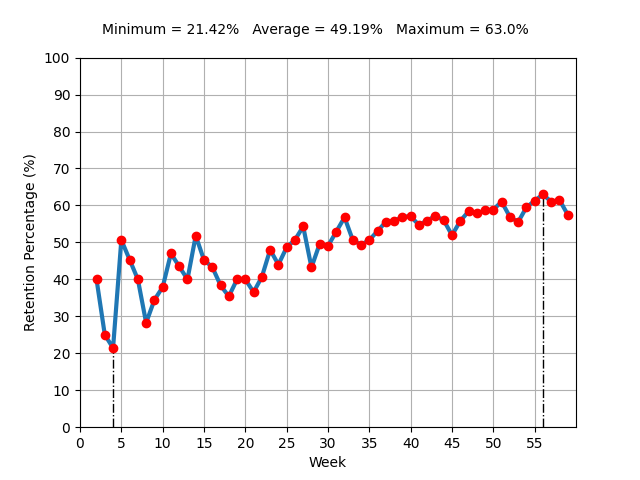 Minimum = 21.42%   Average = 49.19%   Maximum = 63.0%
100
90
80
70
60
50
40
30
20
10
0
Retention Percentage (%)
0 5 10 15 20 25 30 35 40 45 50 55
Week